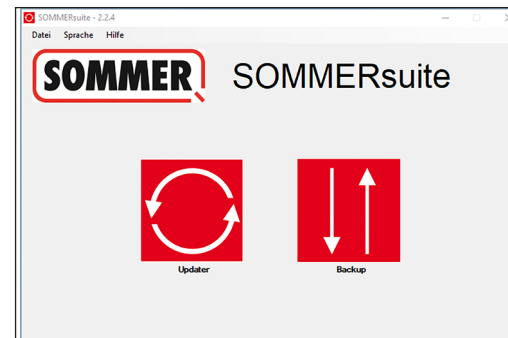 SOMMERsuite - 2.2.4
Datei Sprache Hilfe
SOMMER SOMMERsuite
Updater Backup